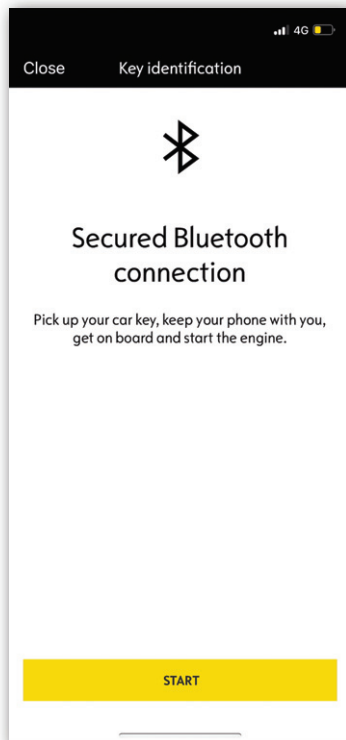 4G
Close Key identification
Secured Bluetooth
connection
Pick up your car key, keep your phone with you,
get on board and start the engine.
START